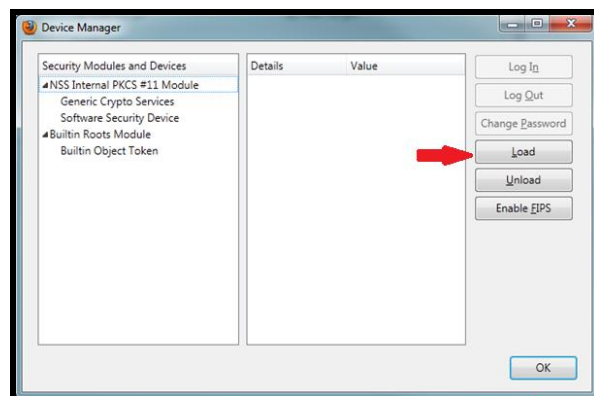 Device Manager
Security Modules and Devices
NSS Internal PKCS #11 Module
Generic Crypto Services
Software Security Device
Builtin Roots Module
Builtin Object Token
Details Value
Log In
Log Out
Change Password
Load
Unload
Enable FIPS
OK